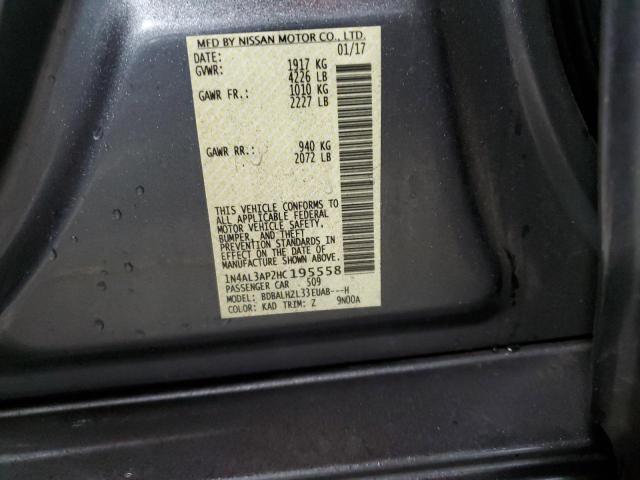 MFD BY NISSAN MOTOR CO., LTD.
DATE: 01/17
GVWR: 1917 KG
4226 LB
GAWR FR.: 1010 KG
2227 LB
GAWR RR.: 940 KG
2072 LB
THIS VEHICLE CONFORMS TO
ALL APPLICABLE FEDERAL
MOTOR VEHICLE SAFETY,
BUMPER, AND THEFT
PREVENTION STANDARDS IN
EFFECT ON THE DATE OF
MANUFACTURE SHOWN ABOVE.
1N4AL3AP2HC195558
PASSENGER CAR 509
MODEL: BDBALHZL33EUAB---H
COLOR: KAD TRIM: Z 9N00A